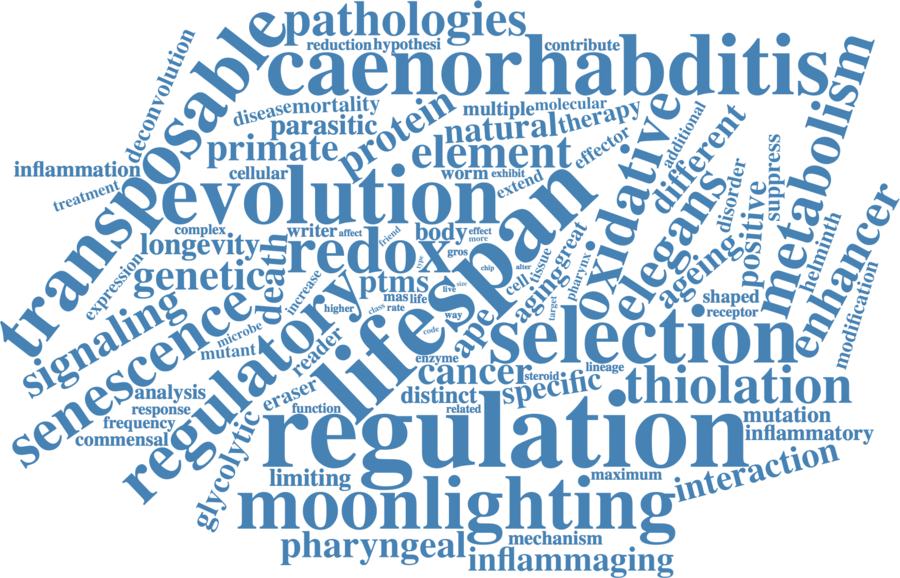 pathologies
reduction
hypothesi
contribute
caenorhabditis
transposable
deconvolution
disease
mortality
parasitic
protein
multiple
molecular
natural
therapy
primate
element
effector
inflammation
treatment
cellular
worm
exhibit
extend
oxidative
additional
different
metabolism
suppress
disorder
positive
evolution
lifespan
elegans
ageing
enhancer
helminth
modification
complex
writer
affect
friend
body
effect
more
longevity
redox
gros
genetic
death
expression
increase
ptms
type
chip
alter
cell
tissue
aging
great
pharynx
target
mas
life
five
size
higher
class
rate
way
code
ape
shaped
receptor
signaling
senescence
microbe
mutant
regulatory
reader
eraser
enzyme
selection
cancer
steroid
lineage
specific
distinct
related
thiolation
analysis
response
frequency
commensal
function
glycolytic
regulation
mutation
inflammatory
limiting
maximum
interaction
moonlighting
pharyngeal
mechanism
inflammaging